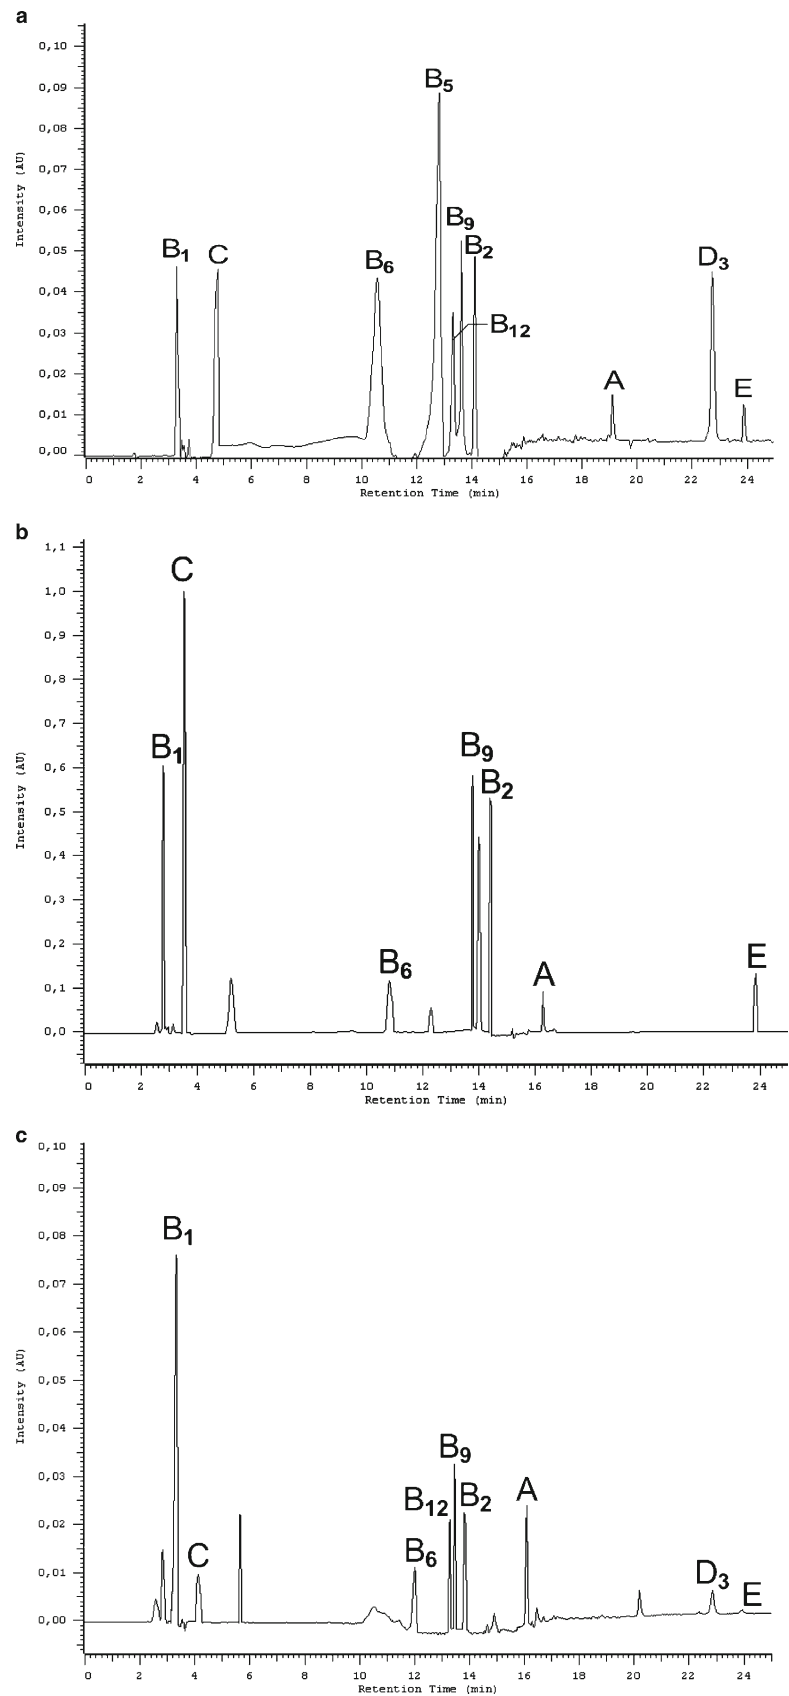 a
0,10
0,09
0,08
0,07
0,06
0,05
0,04
0,03
0,02
0,01
0,00
Intensity (AU)
B1
C
B6
B5
B9
B2
B12
A
D3
E
0 2 4 6 8 10 12 14 16 18 20 22 24
Retention Time (min)
b
1,1
1,0
0,9
0,8
0,7
0,6
0,5
0,4
0,3
0,2
0,1
0,0
Intensity (AU)
C
B1
B9
B2
B6
A
E
0 2 4 6 8 10 12 14 16 18 20 22 24
Retention Time (min)
c
0,10
0,09
0,08
0,07
0,06
0,05
0,04
0,03
0,02
0,01
0,00
Intensity (AU)
B1
C
B9
B12
B2
B6
A
D3
E
0 2 4 6 8 10 12 14 16 18 20 22 24
Retention Time (min)